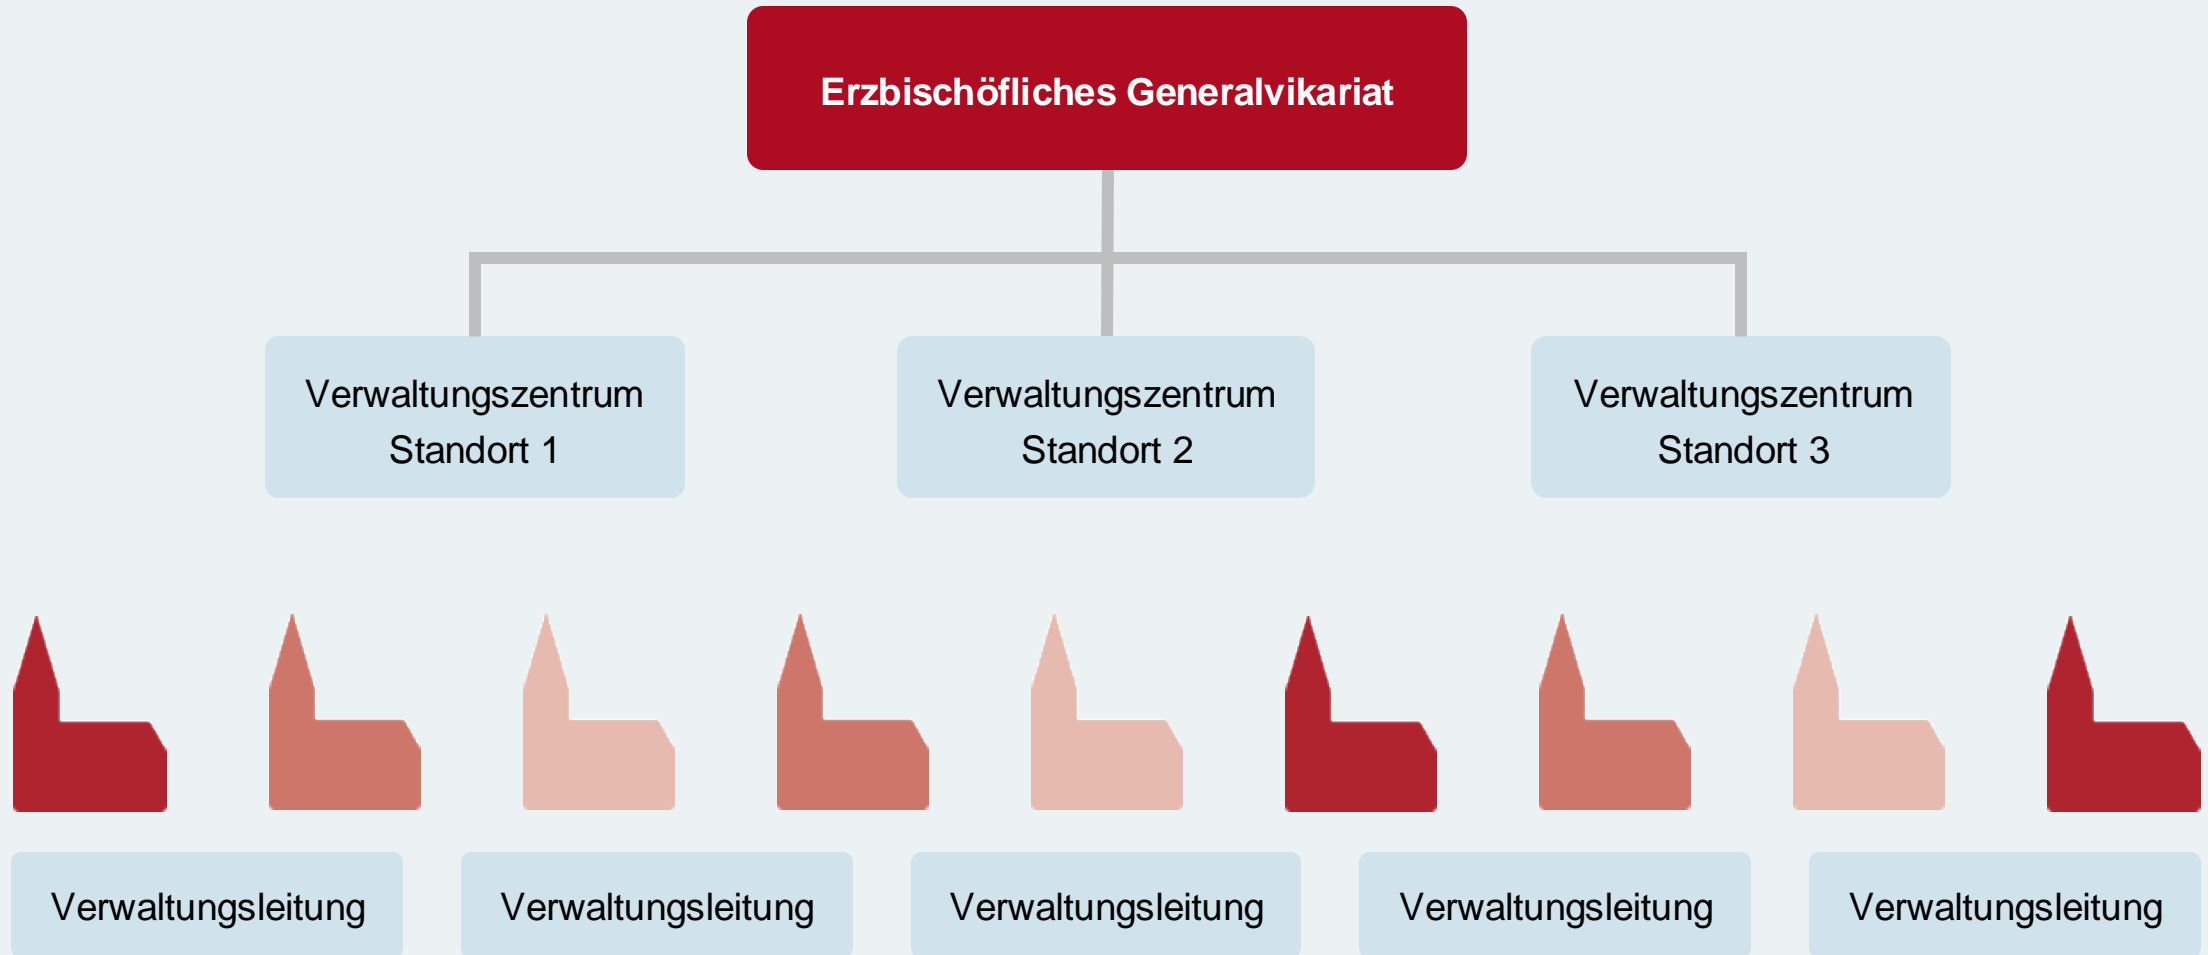 Erzbischöfliches Generalvikariat
Verwaltungszentrum
Standort 1
Verwaltungszentrum
Standort 2
Verwaltungszentrum
Standort 3
Verwaltungsleitung
Verwaltungsleitung
Verwaltungsleitung
Verwaltungsleitung
Verwaltungsleitung